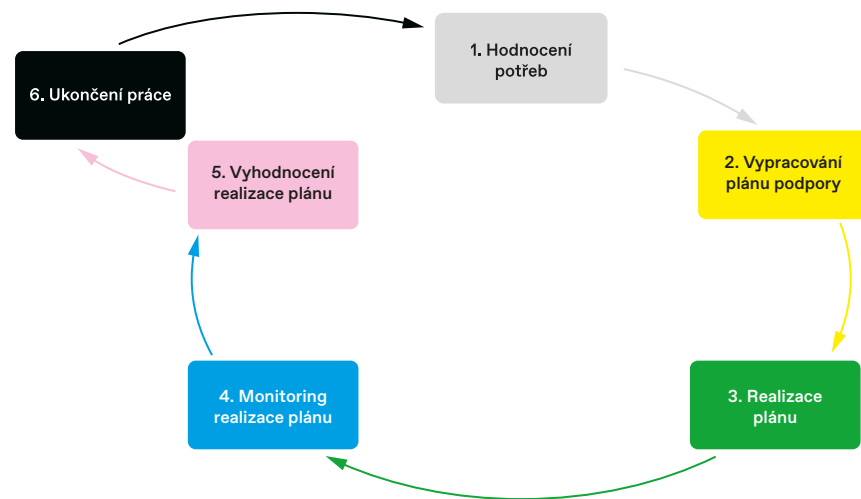 1. Hodnocení
potřeb
2. Vypracování
plánu podpory
3. Realizace
plánu
4. Monitoring
realizace plánu
5. Vyhodnocení
realizace plánu
6. Ukončení práce